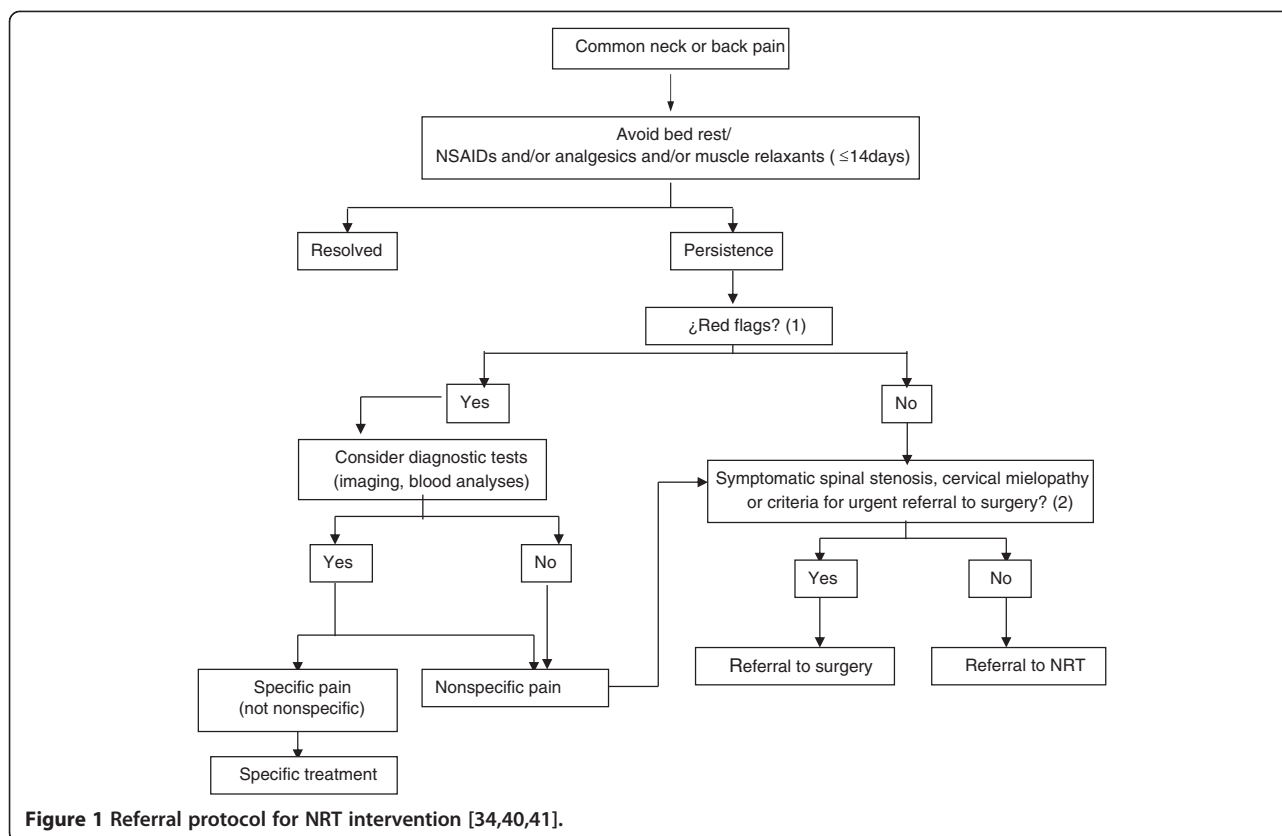 Common neck or back pain
Avoid bed rest/
NSAIDs and/or analgesics and/or muscle relaxants ( ≤14days)
Resolved
Persistence
¿Red flags? (1)
Yes
No
Consider diagnostic tests
(imaging, blood analyses)
Symptomatic spinal stenosis, cervical mielopathy
or criteria for urgent referral to surgery? (2)
Yes
No
Yes
No
Specific pain
(not nonspecific)
Nonspecific pain
Referral to surgery
Referral to NRT
Specific treatment
Figure 1 Referral protocol for NRT intervention [34,40,41].